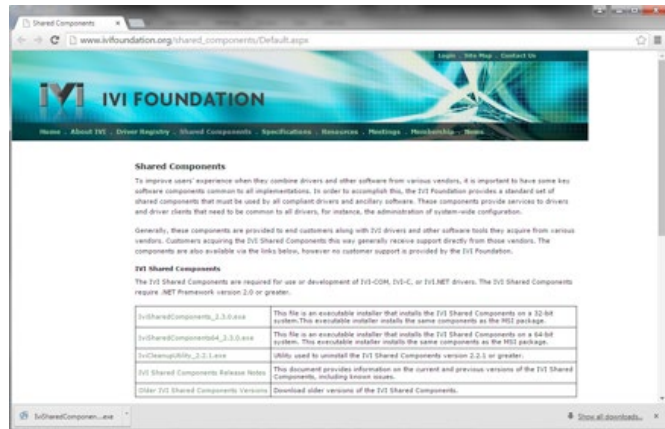 Shared Components
www.ivifoundation.org/shared_components/Default.aspx
Login . Site Map . Contact Us
IVI IVI FOUNDATION
Home . About IVI . Driver Registry . Shared Components . Specifications . Resources . Meetings . Membership . News
Shared Components
To improve users' experience when they combine drivers and other software from various vendors, it is important to have some key
software components common to all implementations. In order to accomplish this, the IVI Foundation provides a standard set of
shared components that must be used by all compliant drivers and ancillary software. These components provide services to drivers
and driver clients that need to be common to all drivers, for instance, the administration of system-wide configuration.
Generally, these components are provided to end customers along with IVI drivers and other software tools they acquire from various
vendors. Customers acquiring the IVI Shared Components this way generally receive support directly from those vendors. The
components are also available via the links below, however no customer support is provided by the IVI Foundation.
IVI Shared Components
The IVI Shared Components are required for use or development of IVI-COM, IVI-C, or IVI.NET drivers. The IVI Shared Components
require .NET Framework version 2.0 or greater.
IviSharedComponents_2.3.0.exe This file is an executable installer that installs the IVI Shared Components on a 32-bit
system.This executable installer installs the same components as the MSI package.
IviSharedComponents64_2.3.0.exe This file is an executable installer that installs the IVI Shared Components on a 64-bit
system. This executable installer installs the same components as the MSI package.
IviCleanupUtility_2.2.1.exe Utility used to uninstall the IVI Shared Components version 2.2.1 or greater.
IVI Shared Components Release Notes This document provides information on the current and previous versions of the IVI Shared
Components, including known issues.
Older IVI Shared Components Versions Download older versions of the IVI Shared Components.
IviSharedComponen...exe
Show all downloads...